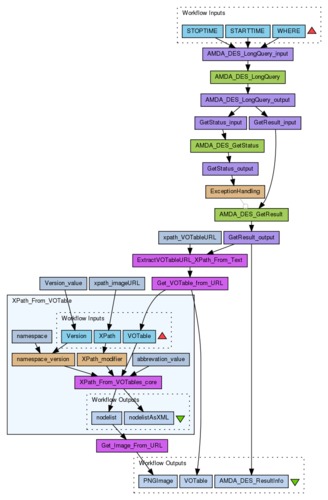 Workflow Inputs
STOPTIME STARTTIME WHERE
AMDA_DES_LongQuery_input
AMDA_DES_LongQuery
AMDA_DES_LongQuery_output
GetStatus_input GetResult_input
AMDA_DES_GetStatus
GetStatus_output
ExceptionHandling
AMDA_DES_GetResult
xpath_VOTableURL GetResult_output
ExtractVOTableURL_XPath_From_Text
Version_value xpath_imageURL Get_VOTable_from_URL
XPath_From_VOTable
Workflow Inputs
namespace Version XPath VOTable
namespace_version XPath_modifier abbrevation_value
XPath_From_VOTables_core
Workflow Outputs
nodelist nodelistAsXML
Get_Image_From_URL
Workflow Outputs
PNGImage VOTable AMDA_DES_ResultInfo